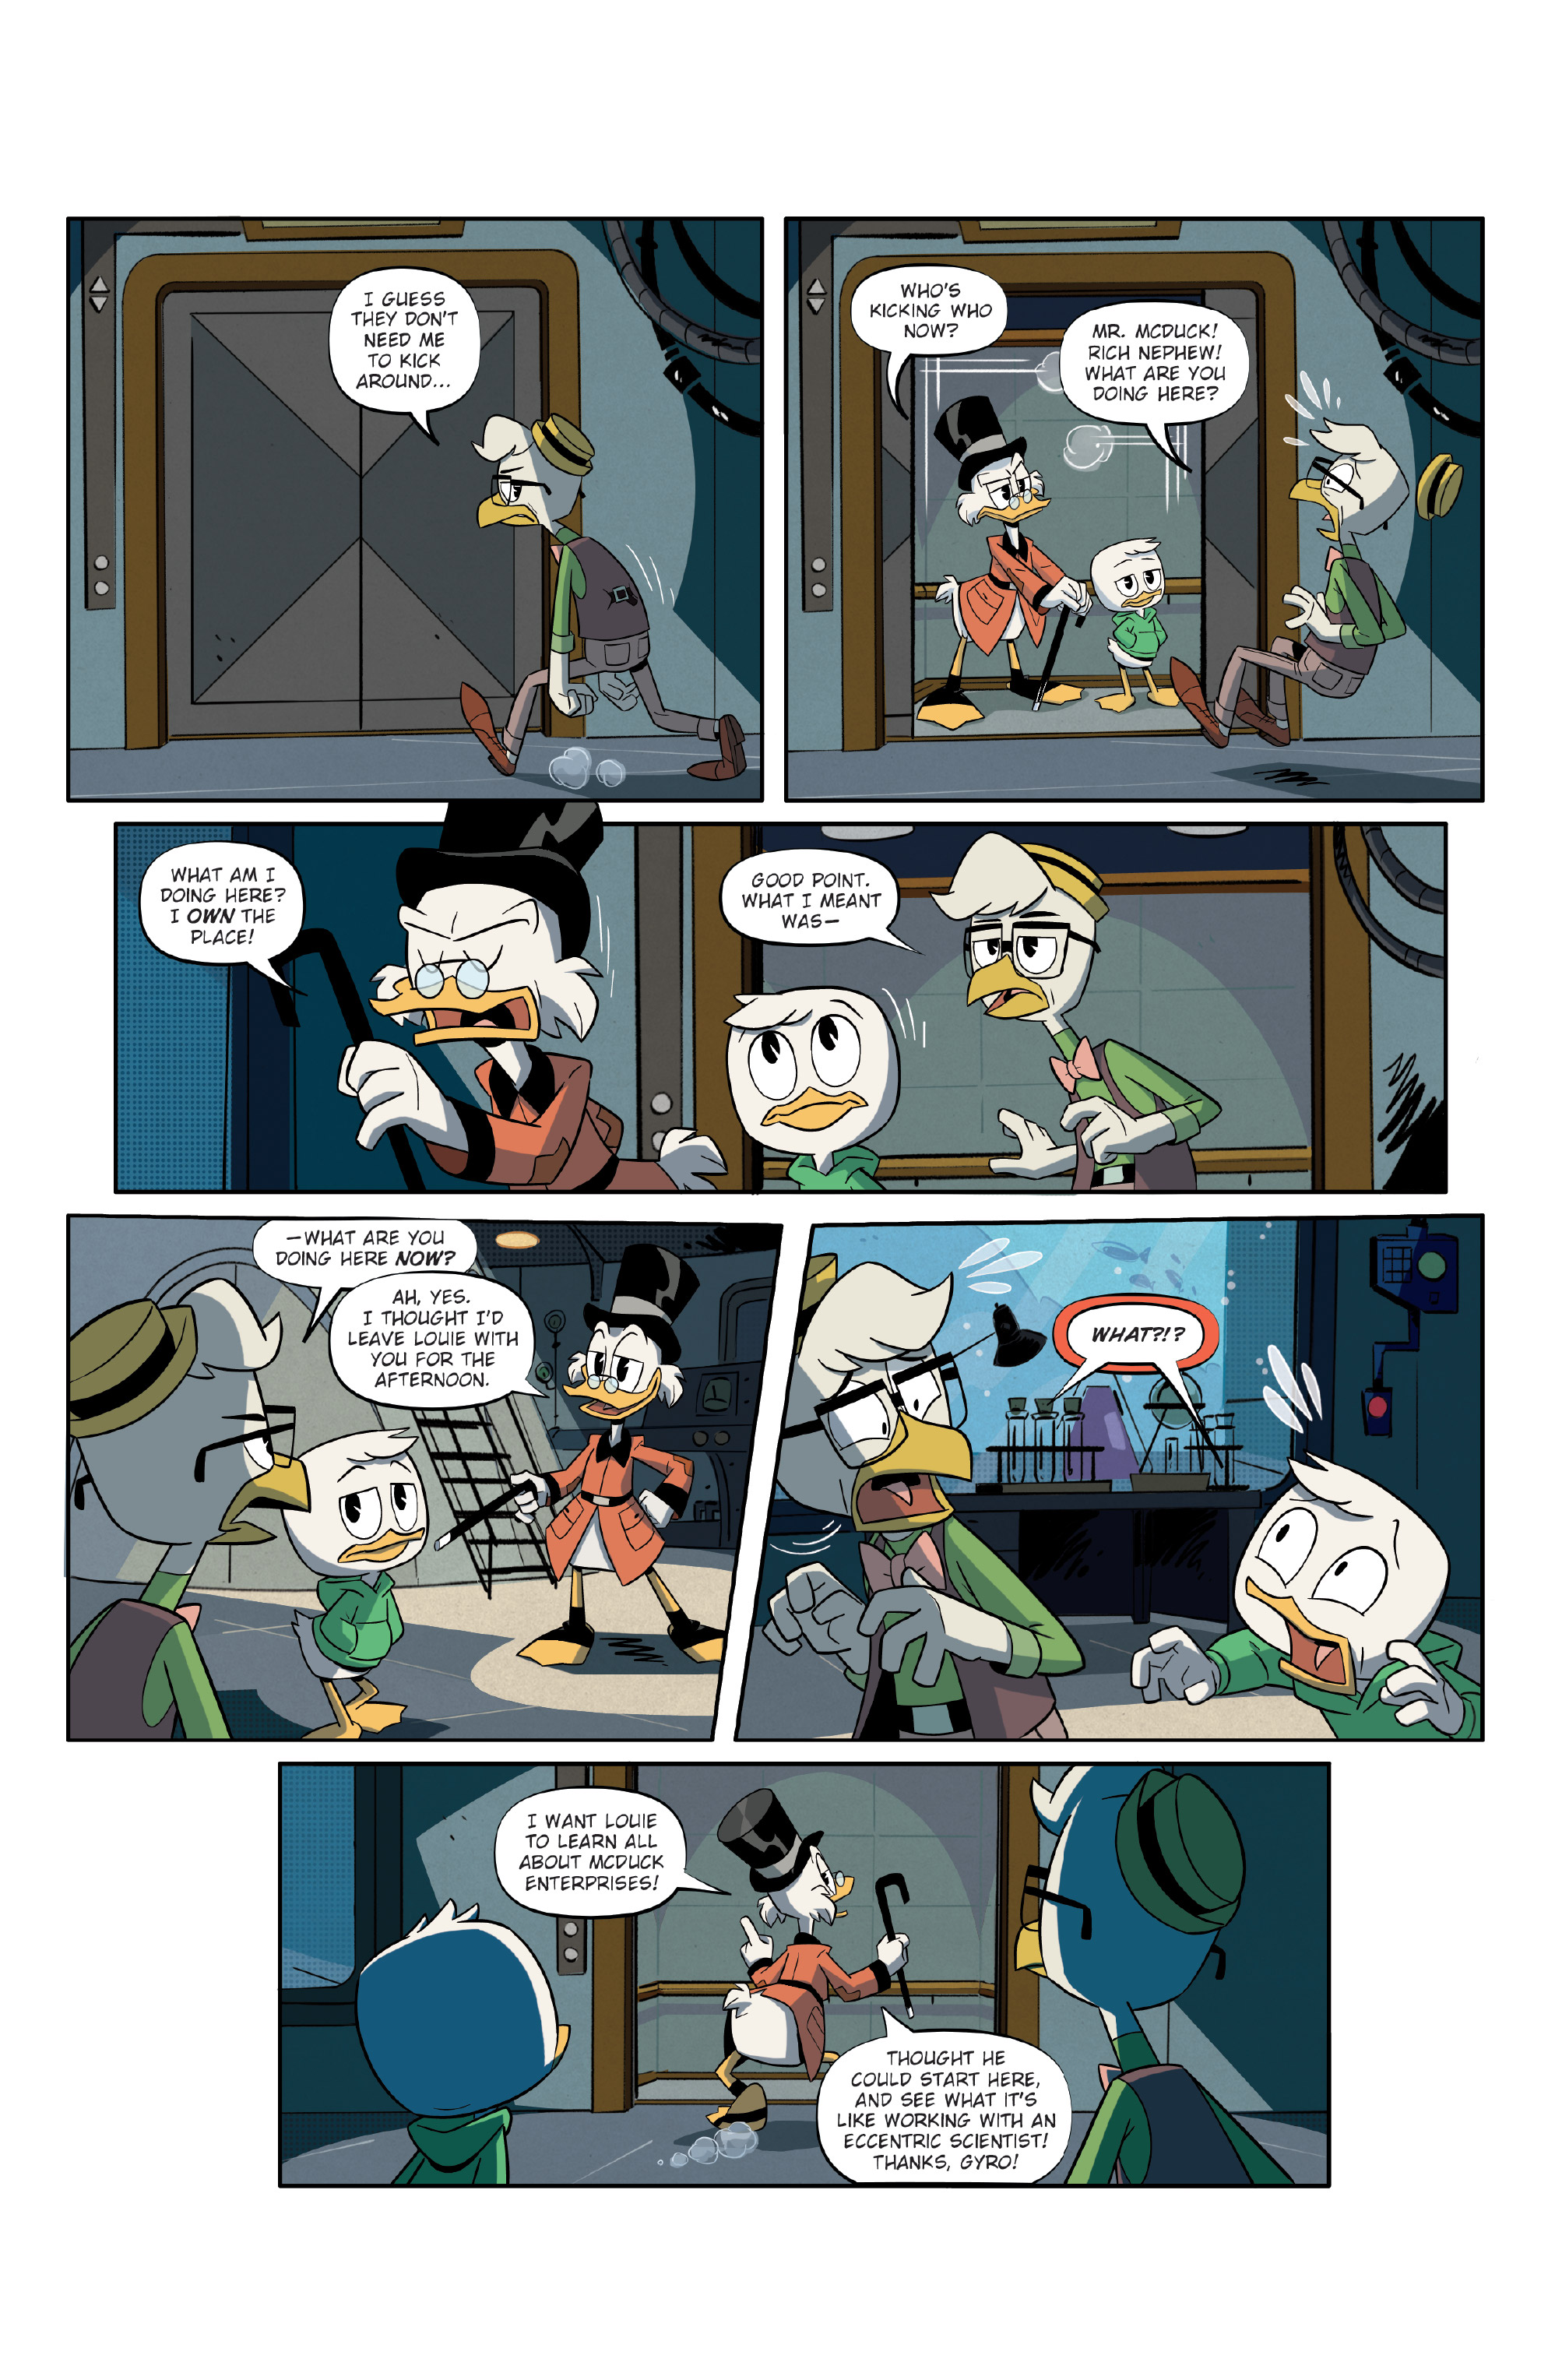 I GUESS
THEY DON'T
NEED ME
TO KICK
AROUND...
WHO'S
KICKING WHO
NOW?
MR. MCDUCK!
RICH NEPHEW!
WHAT ARE YOU
DOING HERE?
WHAT AM I
DOING HERE?
I OWN THE
PLACE!
GOOD POINT.
WHAT I MEANT
WAS—
—WHAT ARE YOU
DOING HERE NOW?
AH, YES.
I THOUGHT I'D
LEAVE LOUIE WITH
YOU FOR THE
AFTERNOON.
WHAT?!?
I WANT LOUIE
TO LEARN ALL
ABOUT MCDUCK
ENTERPRISES!
THOUGHT HE
COULD START HERE,
AND SEE WHAT IT'S
LIKE WORKING WITH AN
ECCENTRIC SCIENTIST!
THANKS, GYRO!